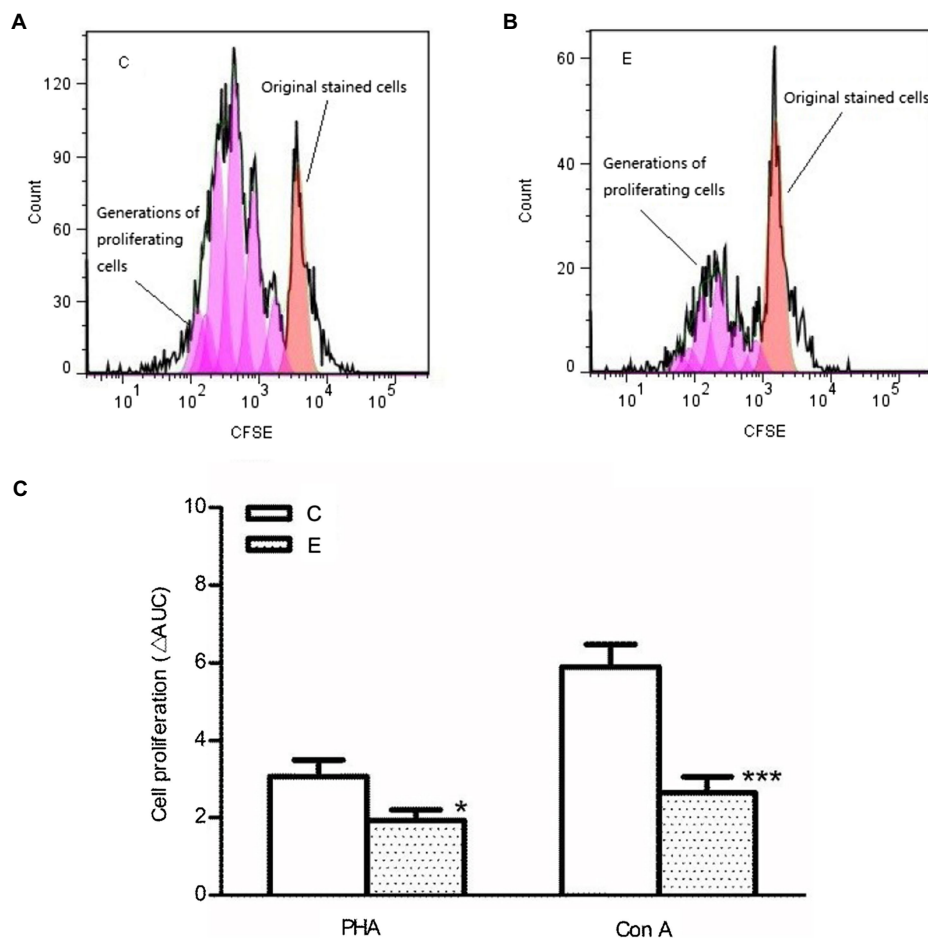 A
C
Original stained cells
Generations of
proliferating
cells
Count
120
90
60
30
0
10^1 10^2 10^3 10^4 10^5
CFSE
B
E
Original stained cells
Generations of
proliferating cells
Count
60
40
20
0
10^1 10^2 10^3 10^4 10^5
CFSE
C
Cell proliferation (△AUC)
10
8
6
4
2
0
C
E
*
***
PHA Con A